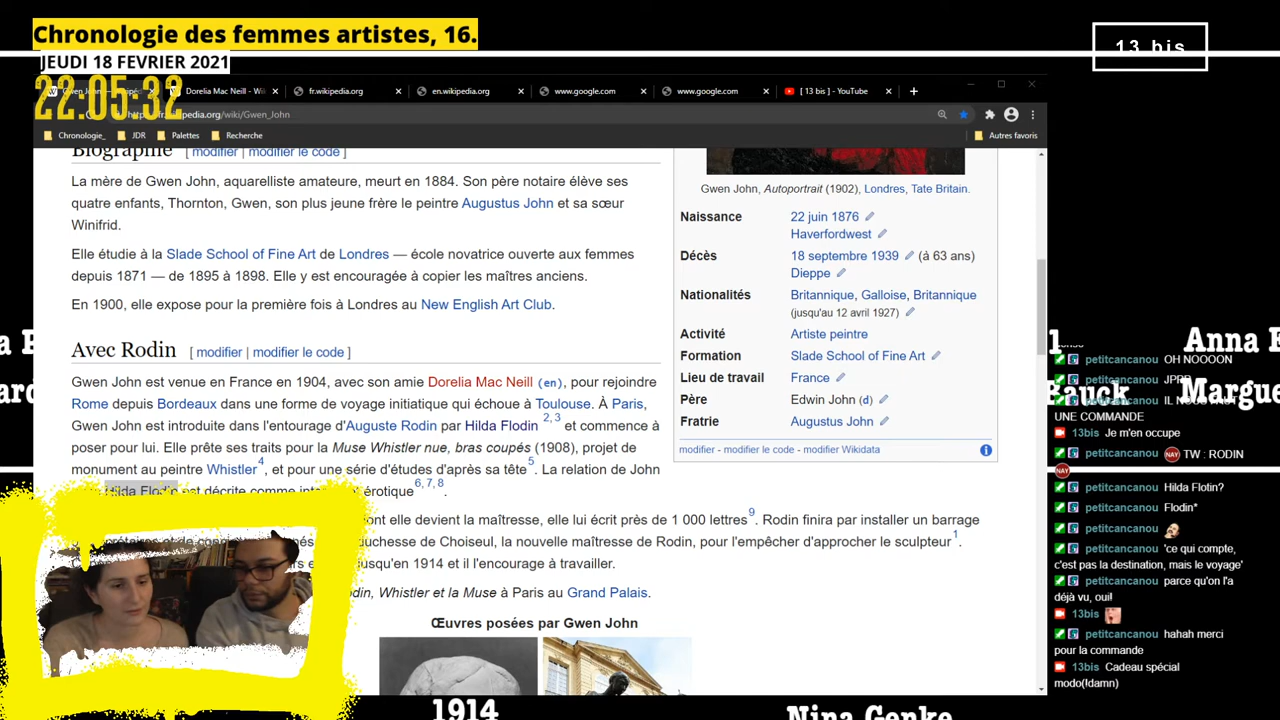 Chronologie des femmes artistes, 16.
JEUDI 18 FEVRIER 2021
22:05:32
13 bis
Dorelia Mac Neill - Wi
fr.wikipedia.org
en.wikipedia.org
www.google.com
www.google.com
[ 13 bis ] - YouTube
wiki/Gwen_John
Chronologie_
JDR
Palettes
Recherche
Autres favoris
Biographie [ modifier | modifier le code ]
La mère de Gwen John, aquarelliste amateur, meurt en 1884. Son père notaire élève ses
quatre enfants, Thornton, Gwen, son plus jeune frère le peintre Augustus John et sa sœur
Winifrid.
Elle étudie à la Slade School of Fine Art de Londres — école novatrice ouverte aux femmes
depuis 1871 — de 1895 à 1898. Elle y est encouragée à copier les maîtres anciens.
En 1900, elle expose pour la première fois à Londres au New English Art Club.
Avec Rodin [ modifier | modifier le code ]
Gwen John est venue en France en 1904, avec son amie Dorelia Mac Neill (en), pour rejoindre
Rome depuis Bordeaux dans une forme de voyage initiatique qui échoue à Toulouse. À Paris,
Gwen John est introduite dans l'entourage d'Auguste Rodin par Hilda Flodin 2,3 et commence à
poser pour lui. Elle prête ses traits pour la Muse Whistler nue, bras coupés (1908), projet de
monument au peintre Whistler4, et pour une série d'études d'après sa tête5. La relation de John
Hilda Flodin est décrite comme érotique6, 7, 8.
ont elle devient la maîtresse, elle lui écrit près de 1 000 lettres9. Rodin finira par installer un barrage
duchesse de Choiseul, la nouvelle maîtresse de Rodin, pour l'empêcher d'approcher le sculpteur1.
jusqu'en 1914 et il l'encourage à travailler.
Whistler et la Muse à Paris au Grand Palais.
Œuvres posées par Gwen John
Gwen John, Autoportrait (1902), Londres, Tate Britain.
Naissance 22 juin 1876
Haverfordwest
Décès 18 septembre 1939 (à 63 ans)
Dieppe
Nationalités Britannique, Galloise, Britannique
(jusqu'au 12 avril 1927)
Activité Artiste peintre
Formation Slade School of Fine Art
Lieu de travail France
Père Edwin John (d)
Fratrie Augustus John
modifier - modifier le code - modifier Wikidata
Anna
Bauck
Margue
petitcancanou OH NOOOON
petitcancanou JPPP
petitcancanou
UNE COMMANDE
13bis Je m'en occupe
petitcancanou NAY TW : RODIN
NAY
petitcancanou Hilda Flotin?
petitcancanou Flodin*
petitcancanou
petitcancanou 'ce qui compte,
c'est pas la destination, mais le voyage'
petitcancanou parce qu'on l'a
déjà vu, oui!
13bis
petitcancanou hahah merci
pour la commande
13bis Cadeau spécial
modo(!damn)
1914
Nina Genke